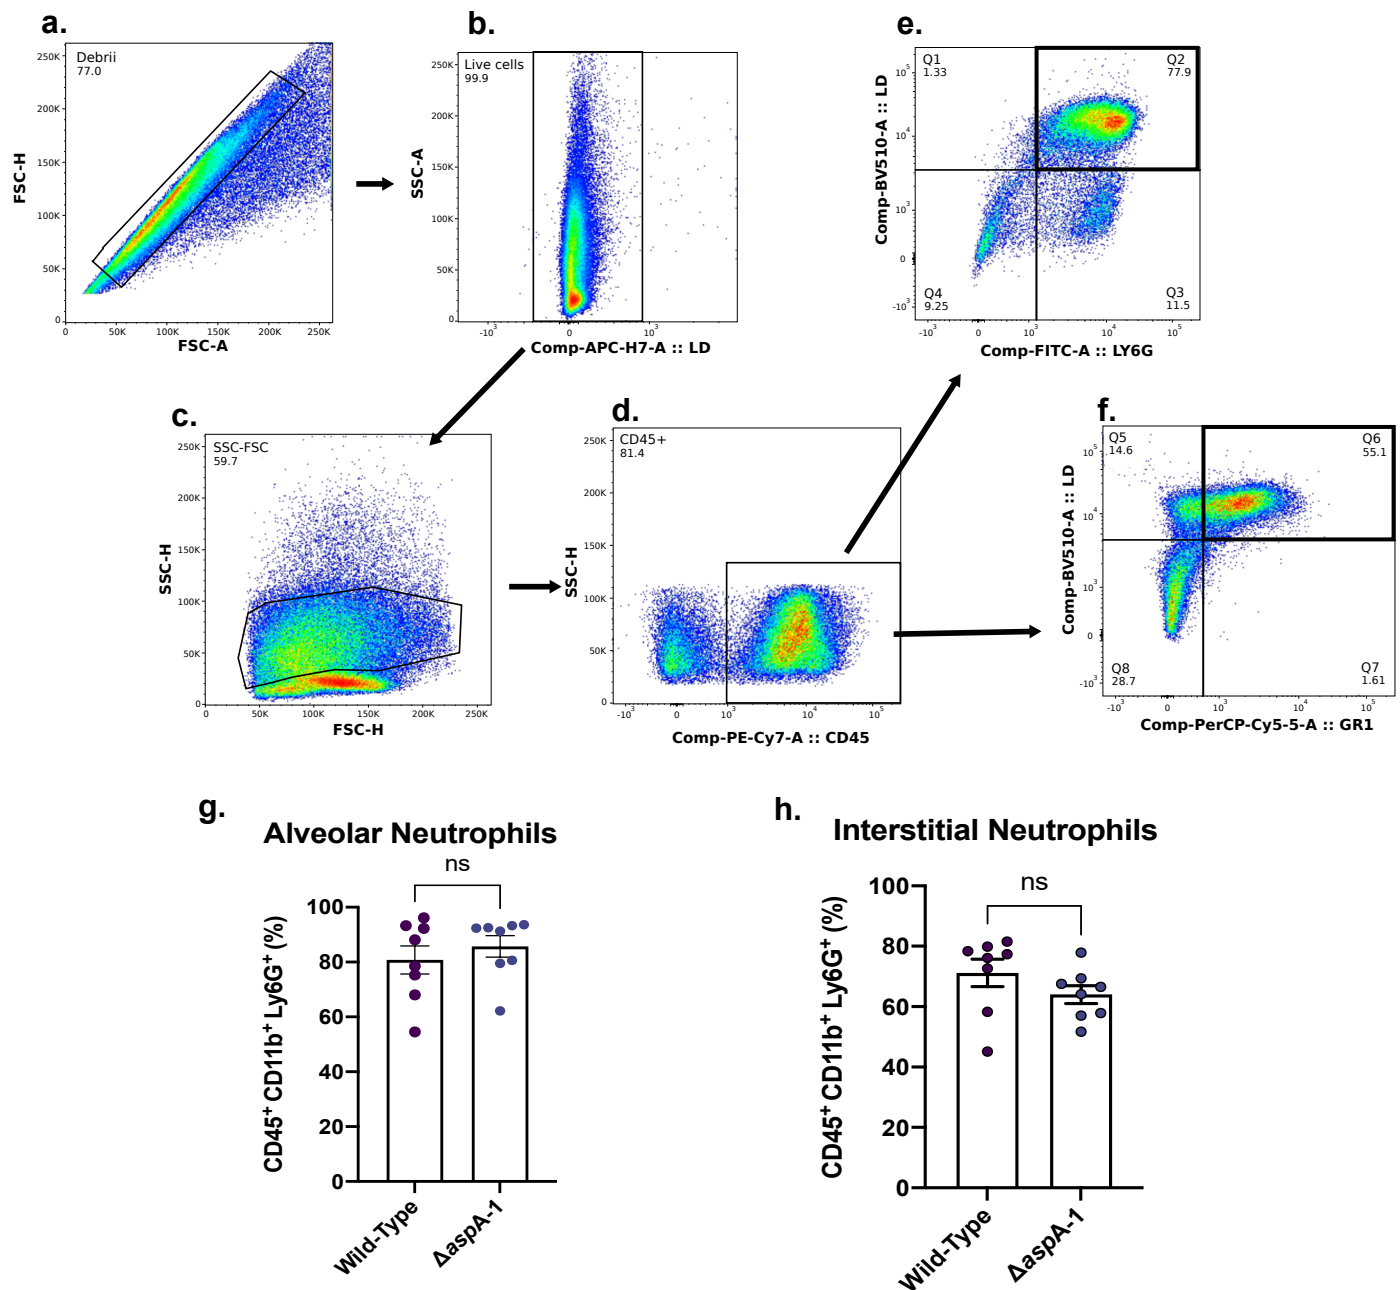 a.
Debrii
77.0
250K
200K
150K
100K
50K
0
FSC-H
0 50K 100K 150K 200K 250K
FSC-A
b.
Live cells
99.9
250K
200K
150K
100K
50K
0
SSC-A
-10³ 0 10³
Comp-APC-H7-A :: LD
e.
Q1
1.33
Q2
77.9
Q4
9.25
Q3
11.5
10⁵
10⁴
10³
0
-10³
Comp-BV510-A :: LD
-10³ 0 10³ 10⁴ 10⁵
Comp-FITC-A :: LY6G
c.
SSC-FSC
59.7
250K
200K
150K
100K
50K
0
SSC-H
0 50K 100K 150K 200K 250K
FSC-H
d.
CD45+
81.4
250K
200K
150K
100K
50K
0
SSC-H
-10³ 0 10³ 10⁴ 10⁵
Comp-PE-Cy7-A :: CD45
f.
Q5
14.6
Q6
55.1
Q8
28.7
Q7
1.61
10⁵
10⁴
10³
0
-10³
Comp-BV510-A :: LD
-10³ 0 10³ 10⁴ 10⁵
Comp-PerCP-Cy5-5-A :: GR1
g.
Alveolar Neutrophils
ns
100
80
60
40
20
0
CD45⁺ CD11b⁺ Ly6G⁺ (%)
Wild-Type
ΔaspA-1
h.
Interstitial Neutrophils
ns
100
80
60
40
20
0
CD45⁺ CD11b⁺ Ly6G⁺ (%)
Wild-Type
ΔaspA-1